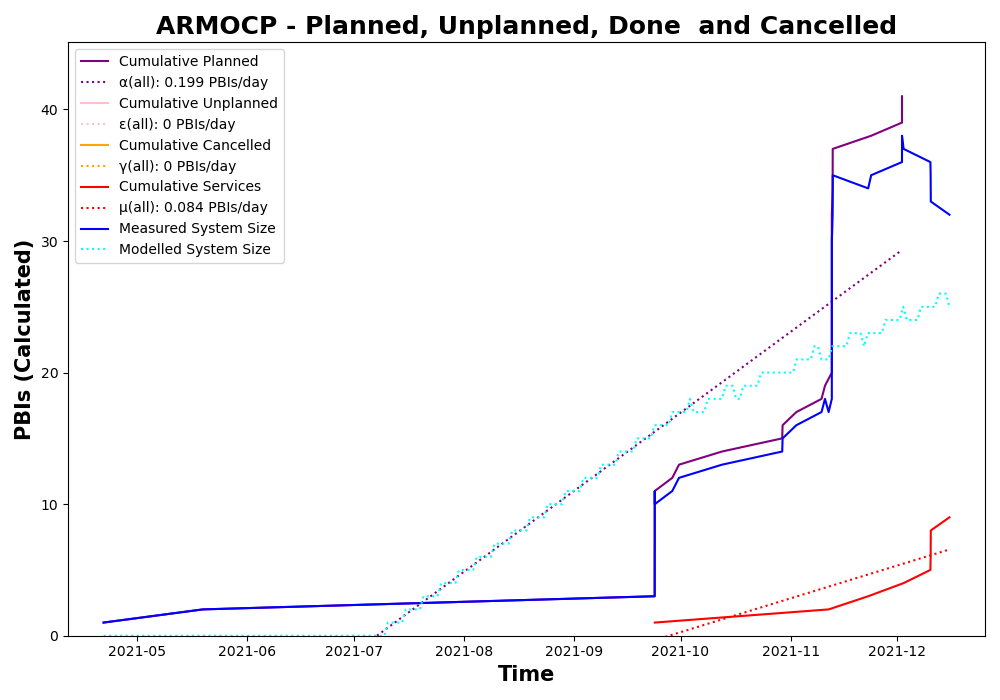 ARMOCP - Planned, Unplanned, Done  and Cancelled
Cumulative Planned
α(all): 0.199 PBIs/day
Cumulative Unplanned
ε(all): 0 PBIs/day
Cumulative Cancelled
γ(all): 0 PBIs/day
Cumulative Services
μ(all): 0.084 PBIs/day
Measured System Size
Modelled System Size
PBIs (Calculated)
40
30
20
10
0
2021-05 2021-06 2021-07 2021-08 2021-09 2021-10 2021-11 2021-12
Time